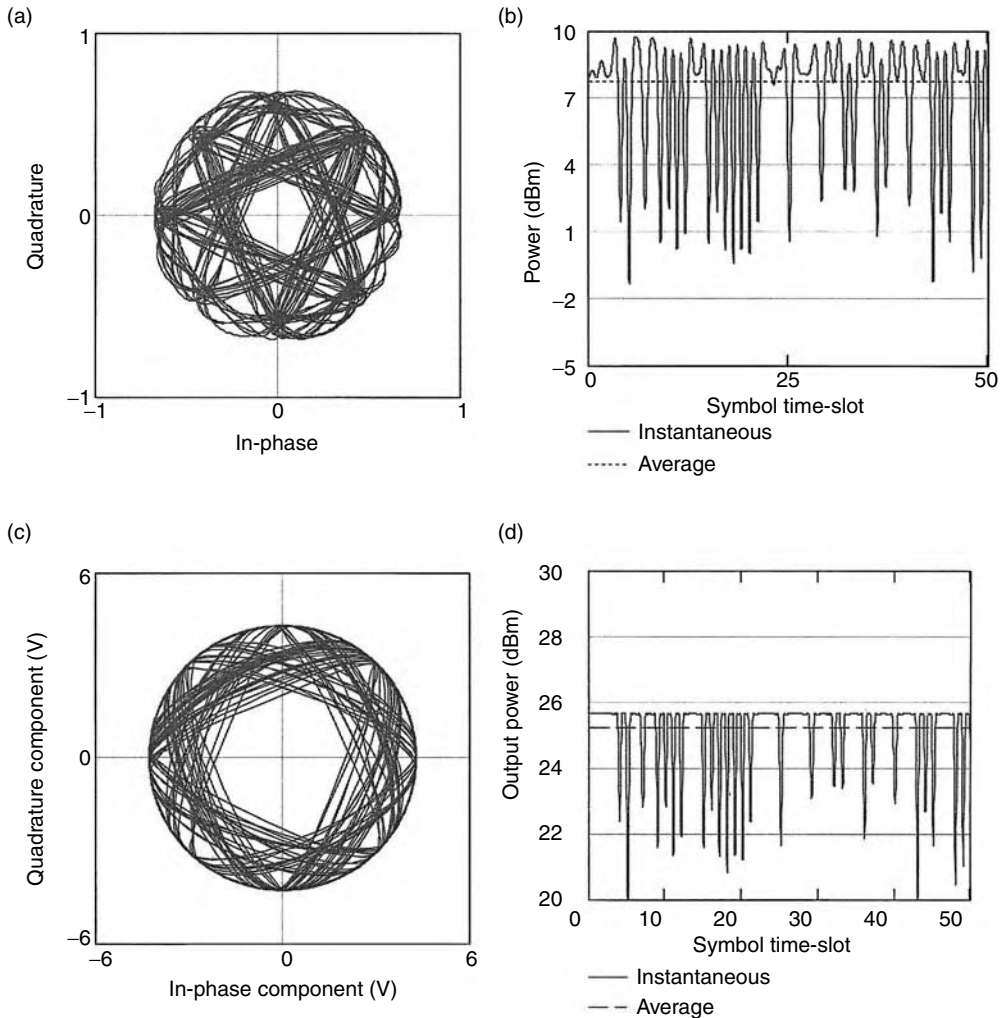 (a)
1
Quadrature
0
−1
−1
0
1
In-phase
(b)
10
7
4
1
−2
−5
Power (dBm)
0
25
50
Symbol time-slot
Instantaneous
Average
(c)
6
Quadrature component (V)
0
−6
−6
0
6
In-phase component (V)
(d)
30
28
26
24
22
20
Output power (dBm)
0
10
20
30
40
50
Symbol time-slot
Instantaneous
Average